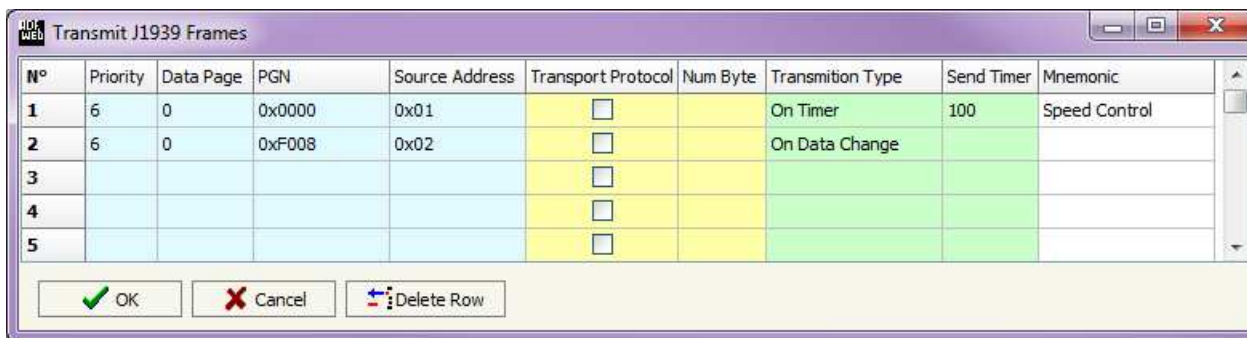 ADF WEB Transmit J1939 Frames
N° Priority Data Page PGN Source Address Transport Protocol Num Byte Transmition Type Send Timer Mnemonic
1 6 0 0x0000 0x01 On Timer 100 Speed Control
2 6 0 0xF008 0x02 On Data Change
3
4
5
OK Cancel Delete Row